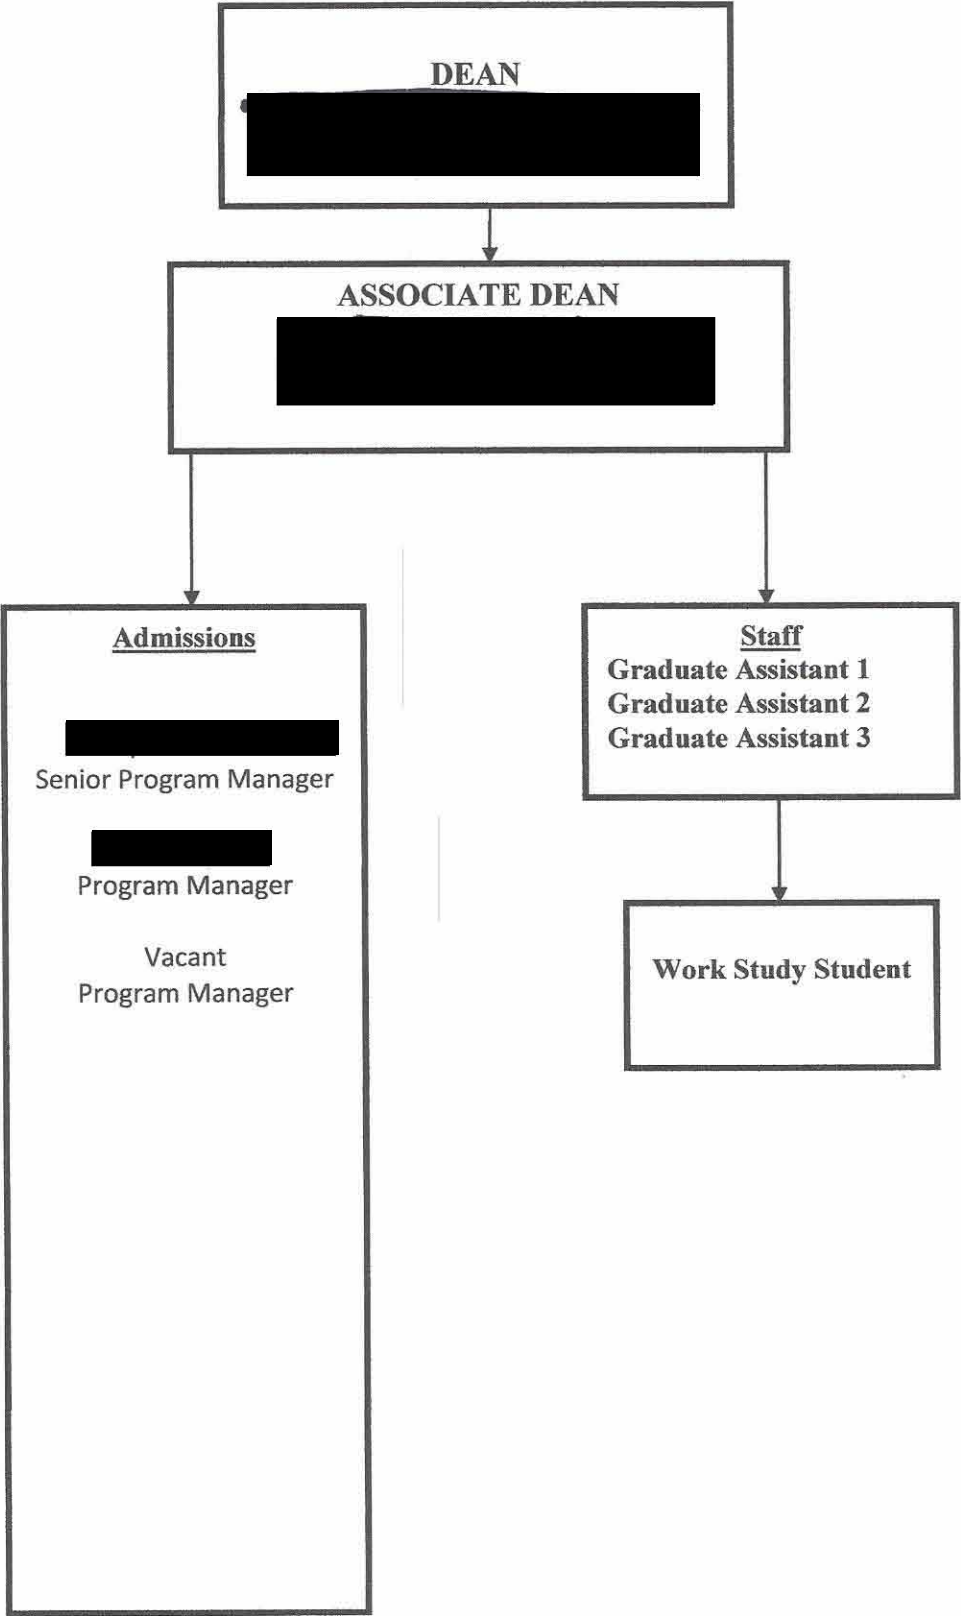 DEAN
ASSOCIATE DEAN
Admissions
Senior Program Manager
Program Manager
Vacant
Program Manager
Staff
Graduate Assistant 1
Graduate Assistant 2
Graduate Assistant 3
Work Study Student